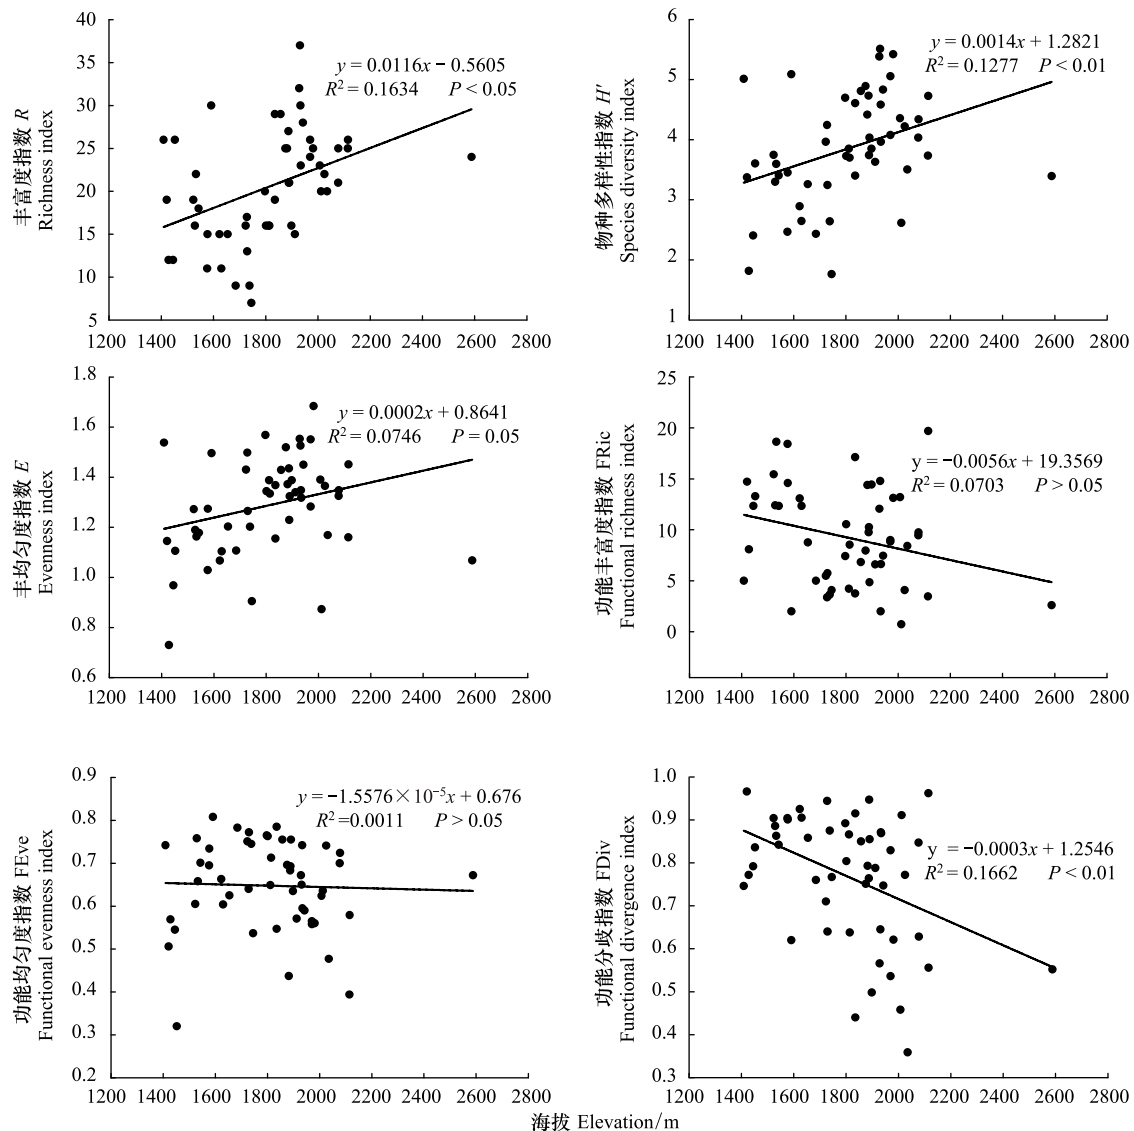 40
35
30
25
20
15
10
5
1200 1400 1600 1800 2000 2200 2400 2600 2800
丰富度指数 R
Richness index
y = 0.0116x − 0.5605
R² = 0.1634 P < 0.05
6
5
4
3
2
1
1200 1400 1600 1800 2000 2200 2400 2600 2800
物种多样性指数 H′
Species diversity index
y = 0.0014x + 1.2821
R² = 0.1277 P < 0.01
1.8
1.6
1.4
1.2
1.0
0.8
0.6
1200 1400 1600 1800 2000 2200 2400 2600 2800
丰均匀度指数 E
Evenness index
y = 0.0002x + 0.8641
R² = 0.0746 P = 0.05
25
20
15
10
5
0
1200 1400 1600 1800 2000 2200 2400 2600 2800
功能丰富度指数 FRic
Functional richness index
y = −0.0056x + 19.3569
R² = 0.0703 P > 0.05
0.9
0.8
0.7
0.6
0.5
0.4
0.3
0.2
1200 1400 1600 1800 2000 2200 2400 2600 2800
功能均匀度指数 FEve
Functional evenness index
y = −1.5576×10⁻⁵x + 0.676
R² =0.0011 P > 0.05
1.0
0.9
0.8
0.7
0.6
0.5
0.4
0.3
1200 1400 1600 1800 2000 2200 2400 2600 2800
功能分歧指数 FDiv
Functional divergence index
y = −0.0003x + 1.2546
R² = 0.1662 P < 0.01
海拔 Elevation/m